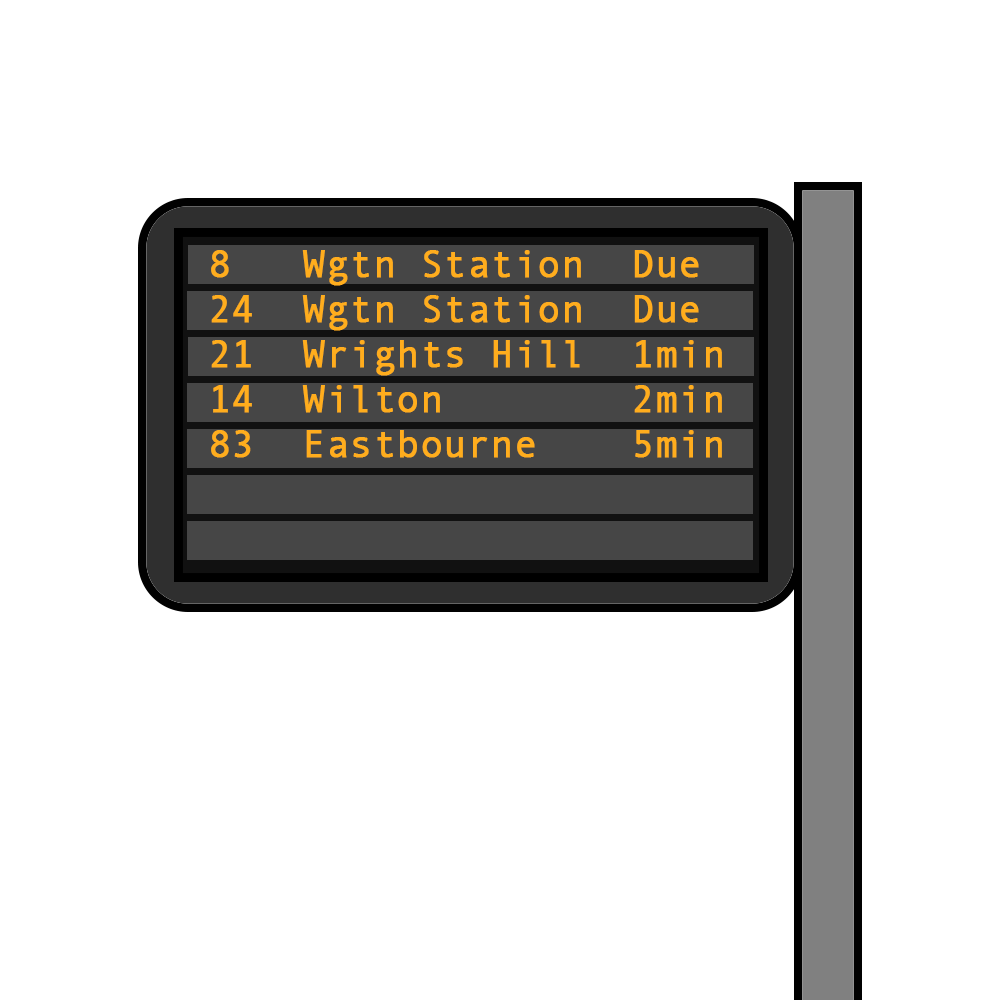 8 Wgtn Station Due
24 Wgtn Station Due
21 Wrights Hill 1min
14 Wilton 2min
83 Eastbourne 5min